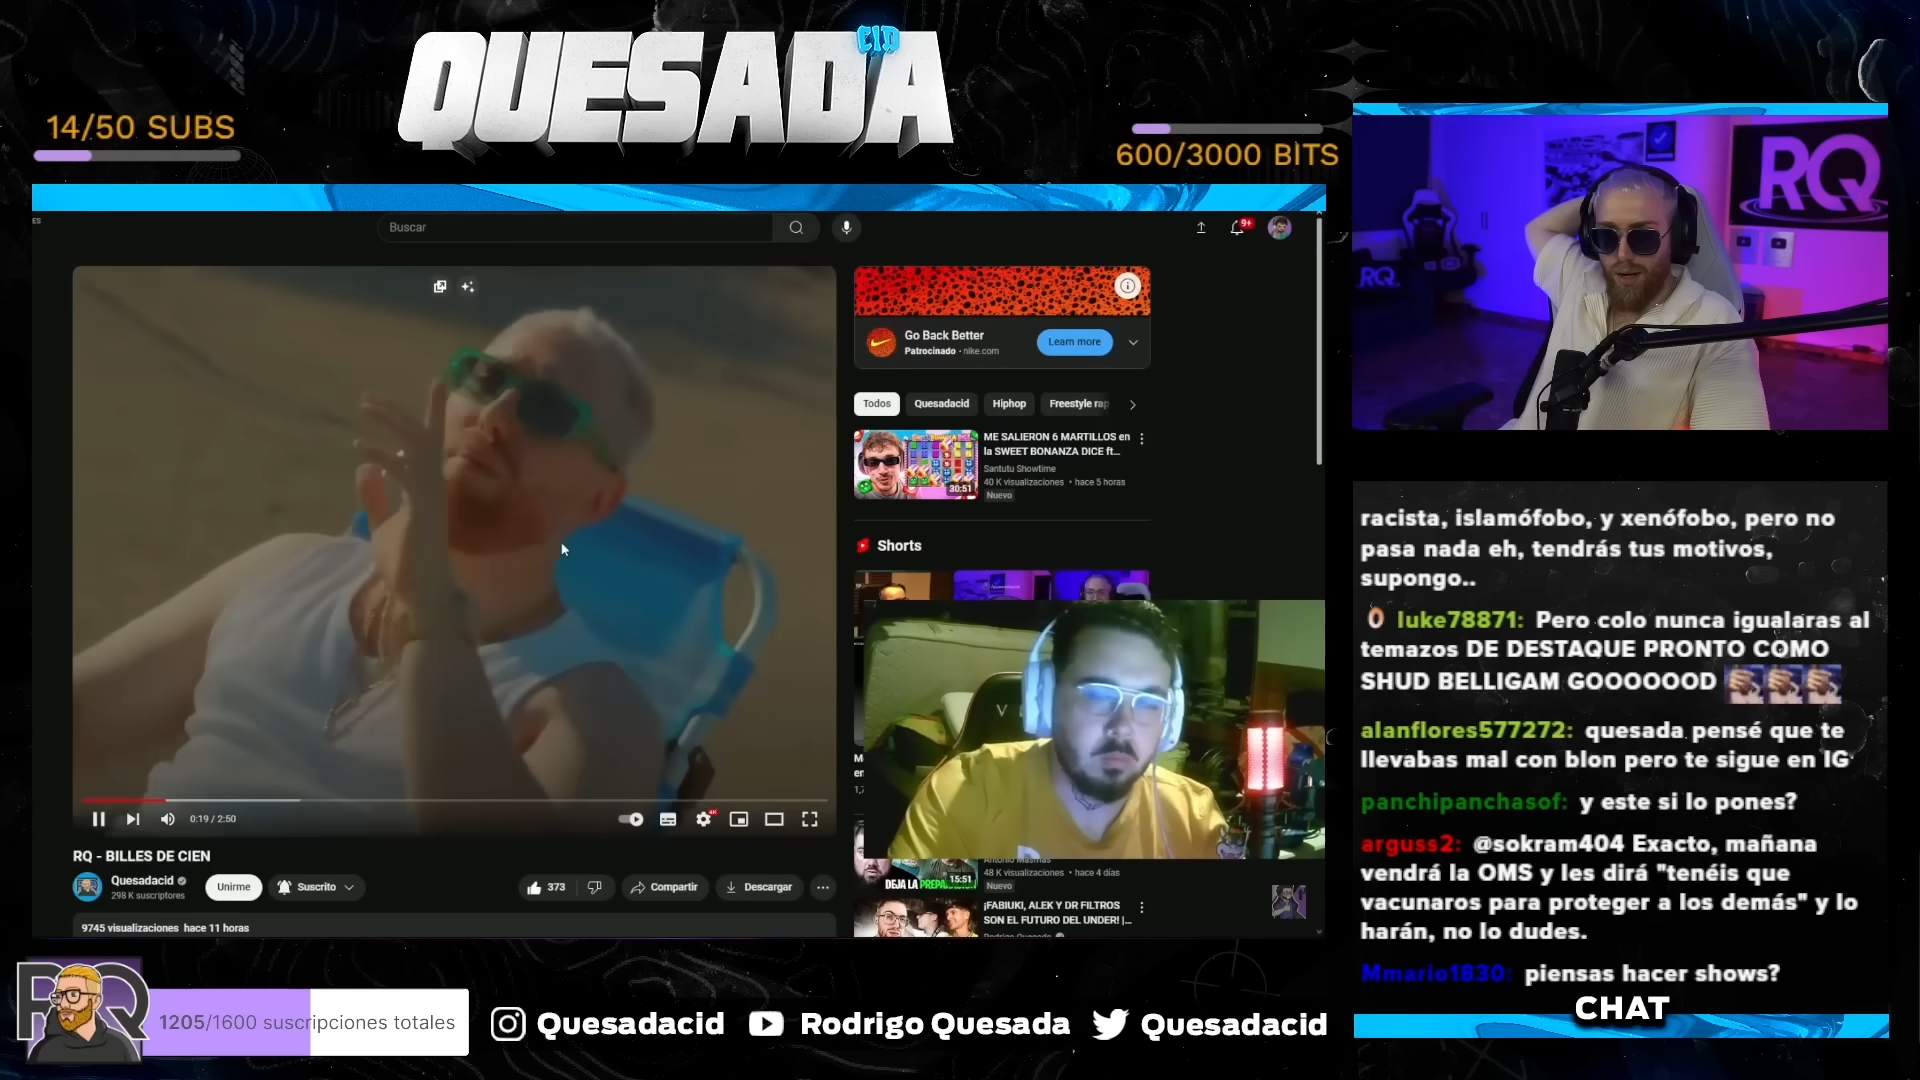 QUESADA
CID
14/50 SUBS
600/3000 BITS
ES
Buscar
9+
RQ
RQ.
Go Back Better
Patrocinado · nike.com
Learn more
Todos
Quesadacid
Hiphop
Freestyle rap
ME SALIERON 6 MARTILLOS en
la SWEET BONANZA DICE ft...
Santutu Showtime
40 K visualizaciones • hace 5 horas
Nuevo
30:51
Shorts
0:19 / 2:50
RQ - BILLES DE CIEN
Quesadacid
298 K suscriptores
Unirme
Suscrito
373
Compartir
Descargar
9745 visualizaciones hace 11 horas
48 K visualizaciones • hace 4 días
Nuevo
15:51
DEJA LA
¡FABIUKI, ALEK Y DR FILTROS
SON EL FUTURO DEL UNDER! |...
racista, islamófobo, y xenófobo, pero no
pasa nada eh, tendrás tus motivos,
supongo..
luke78871: Pero colo nunca igualaras al
temazos DE DESTAQUE PRONTO COMO
SHUD BELLIGAM GOOOOOOD
alanflores577272: quesada pensé que te
llevabas mal con blon pero te sigue en IG
panchipanchasof: y este si lo pones?
arguss2: @sokram404 Exacto, mañana
vendrá la OMS y les dirá "tenéis que
vacunaros para proteger a los demás" y lo
harán, no lo dudes.
Mmario1830: piensas hacer shows?
CHAT
RQ
1205/1600 suscripciones totales
Quesadacid
Rodrigo Quesada
Quesadacid